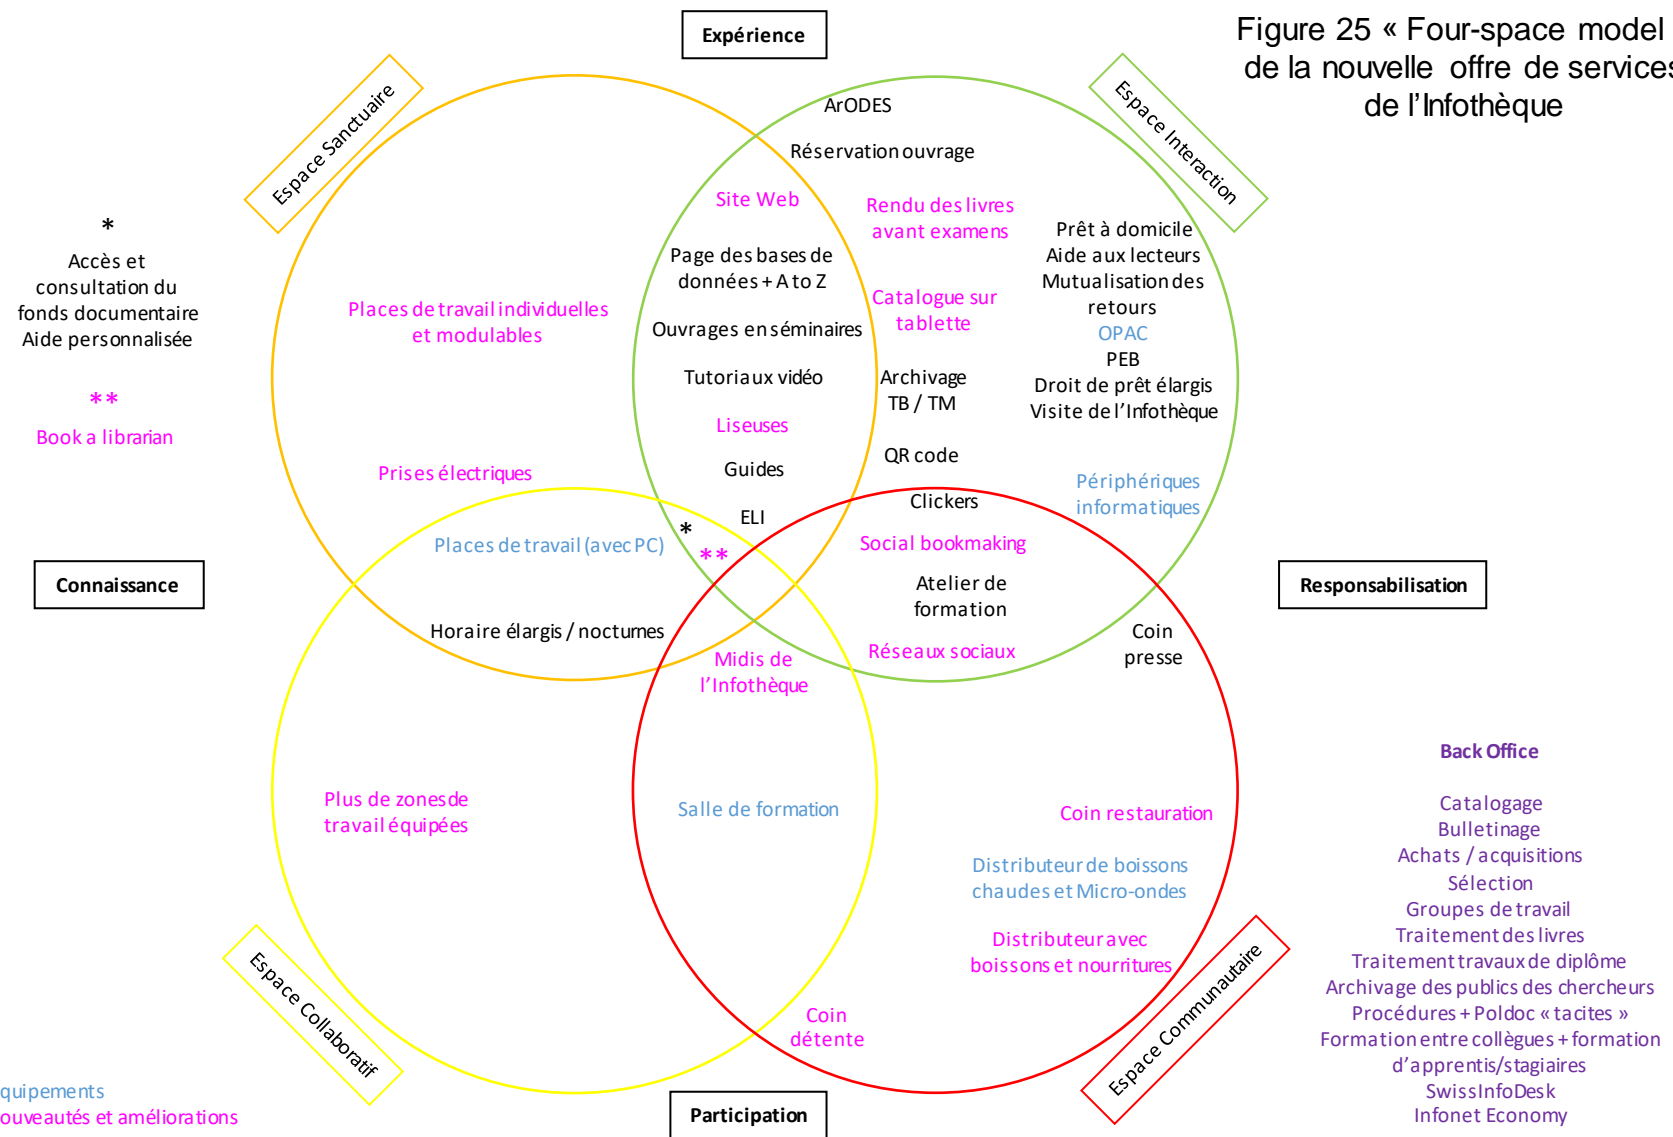 Figure 25 « Four-space model
de la nouvelle offre de services
de l'Infothèque
Expérience
Espace Sanctuaire
Espace Interaction
ArODES
Réservation ouvrage
Site Web
Rendu des livres
avant examens
Page des bases de
données + A to Z
Catalogue sur
tablette
Ouvrages en séminaires
Tutoriaux vidéo
Archivage
TB / TM
Liseuses
Guides
QR code
ELI
Clickers
Prêt à domicile
Aide aux lecteurs
Mutualisation des
retours
OPAC
PEB
Droit de prêt élargis
Visite de l'Infothèque
Périphériques
informatiques
*
Accès et
consultation du
fonds documentaire
Aide personnalisée
**
Book a librarian
Places de travail individuelles
et modulables
Prises électriques
Places de travail (avec PC)
*
**
Social bookmaking
Atelier de
formation
Réseaux sociaux
Connaissance
Responsabilisation
Horaire élargis / nocturnes
Midis de
l'Infothèque
Coin
presse
Plus de zones de
travail équipées
Salle de formation
Coin restauration
Distributeur de boissons
chaudes et Micro-ondes
Distributeur avec
boissons et nourritures
Coin
détente
Espace Collaboratif
Espace Communautaire
Participation
Back Office
Catalogage
Bulletinage
Achats / acquisitions
Sélection
Groupes de travail
Traitement des livres
Traitement travaux de diplôme
Archivage des publics des chercheurs
Procédures + Poldoc « tacites »
Formation entre collègues + formation
d'apprentis/stagiaires
SwissInfoDesk
Infonet Economy
quipements
ouveautés et améliorations